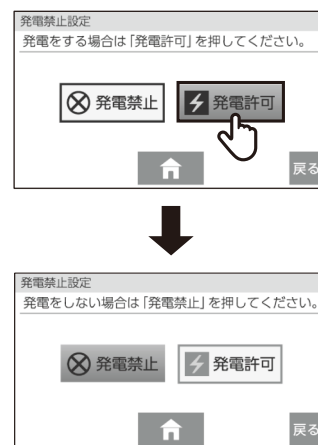 発電禁止設定
発電をする場合は「発電許可」を押してください。
発電禁止
発電許可
戻る
発電禁止設定
発電をしない場合は「発電禁止」を押してください。
発電禁止
発電許可
戻る